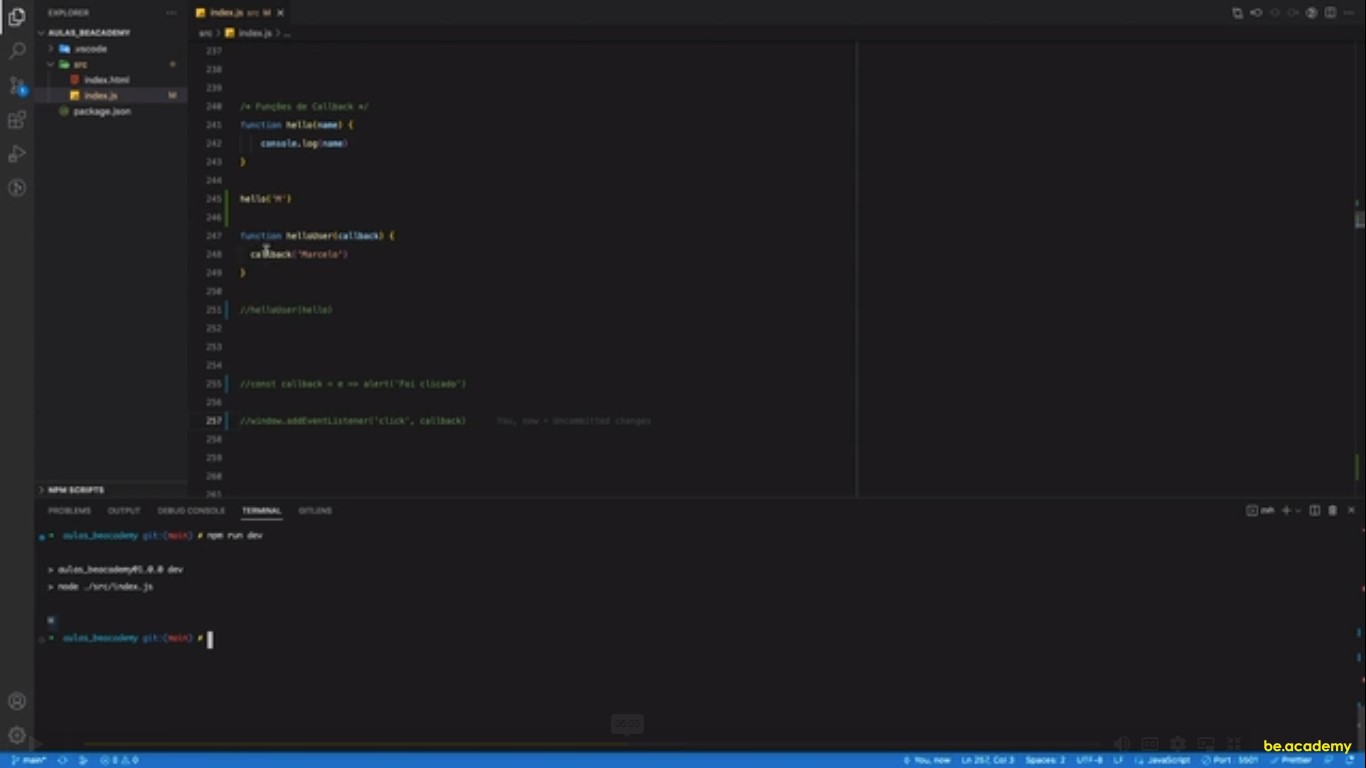 EXPLORER
index.js src M
AULAS_BEACADEMY
src > index.js > ...
.vscode
src
index.html
index.js M
package.json
237
238
239
240 /* Funções de Callback */
241 function hello(name) {
242 console.log(name)
243 }
244
245 hello('M')
246
247 function helloUser(callback) {
248 callback("Marcelo")
249 }
250
251 //helloUser(hello)
252
253
254
255 //const callback = e => alert("Foi clicado")
256
257 //window.addEventListener('click', callback) You, now • Uncommitted changes
258
259
260
261
NPM SCRIPTS
PROBLEMS OUTPUT DEBUG CONSOLE TERMINAL GITLENS
zsh
aulas_beacademy git:(main) ✗ npm run dev
> aulas_beacademy@1.0.0 dev
> node ./src/index.js
M
aulas_beacademy git:(main) ✗
be.academy
main* 0 0 You, now Ln 257, Col 3 Spaces: 2 UTF-8 LF JavaScript Port : 5501 Prettier